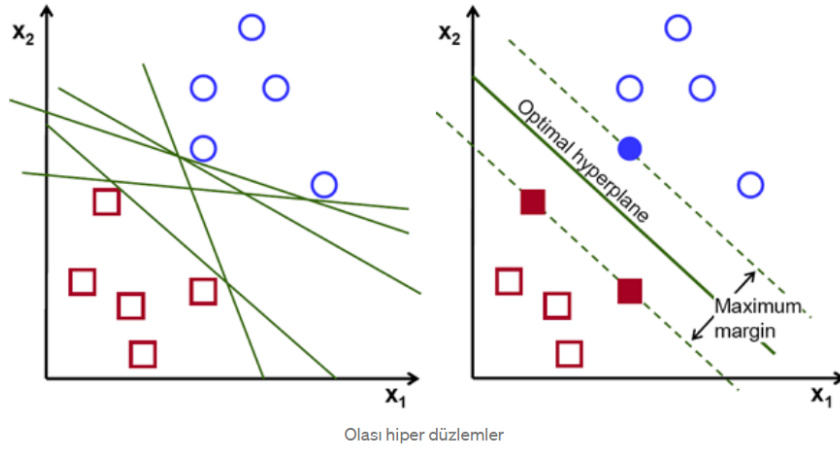 x2
x1
x2
Optimal hyperplane
Maximum
margin
x1
Olası hiper düzlemler